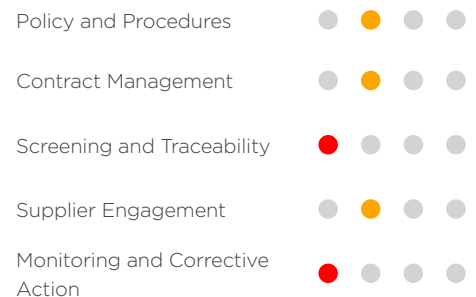 Policy and Procedures
Contract Management
Screening and Traceability
Supplier Engagement
Monitoring and Corrective
Action